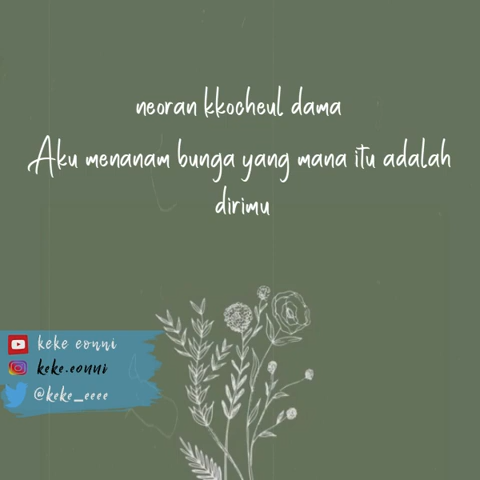 neoran kkocheul dama
Aku menanam bunga yang mana itu adalah
dirimu
keke eonni
keke.eonni
@keke_eeee